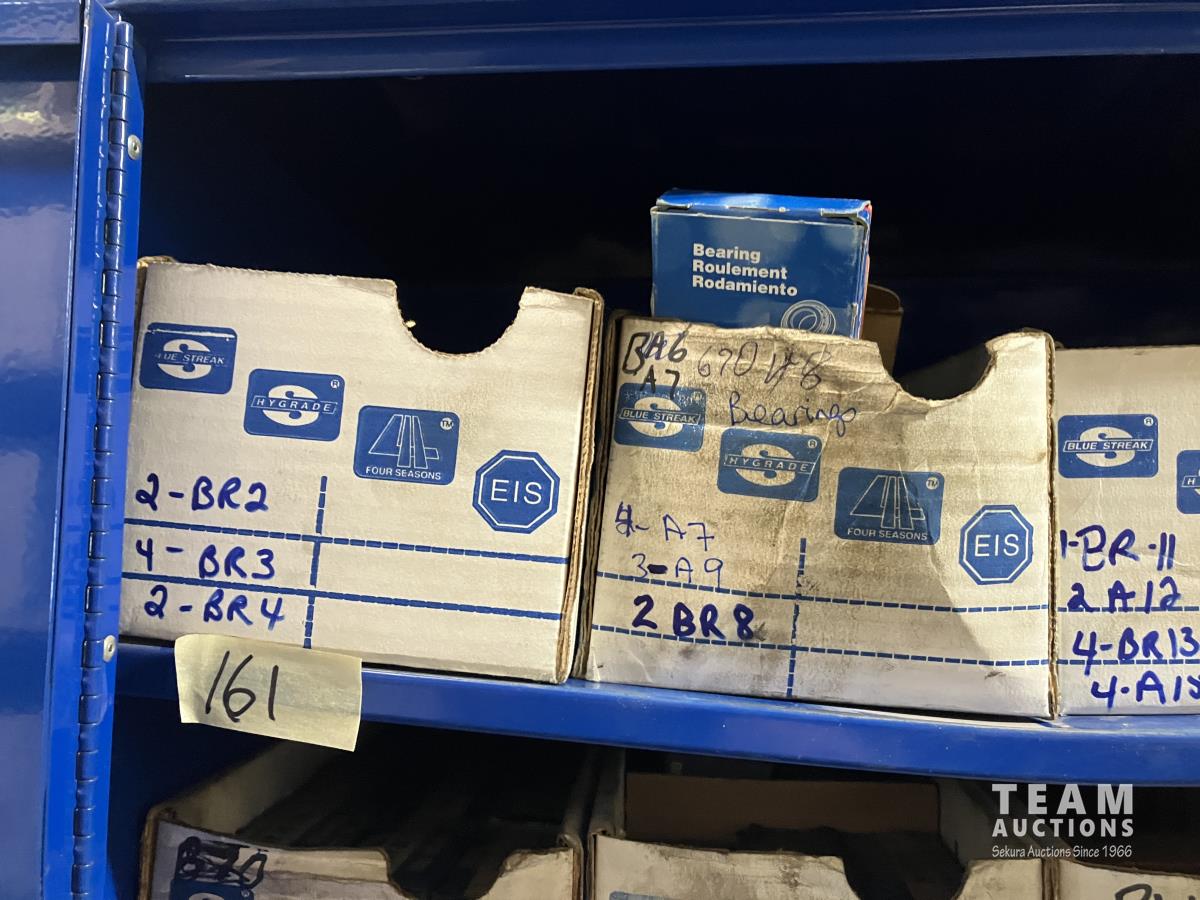 BLUE STREAK
HYGRADE
FOUR SEASONS
EIS
2-BR2
4-BR3
2-BR4
161
Bearing
Roulement
Rodamiento
BA6
A7
Bearings
BLUE STREAK
HYGRADE
FOUR SEASONS
EIS
A7
3-A9
2 BR8
BLUE STREAK
1-BR-11
2 A12
4-BR13
TEAM
AUCTIONS
Sekura Auctions Since 1966